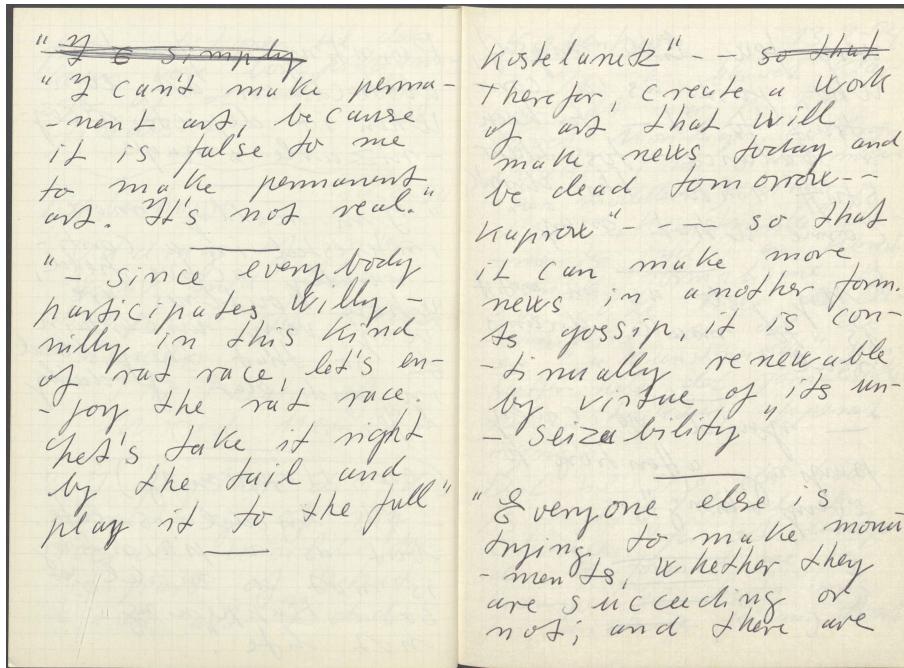 " I simply
" I can't make perma-
-nent art, because
it is false to me
to make permanent
art. It's not real."
"– since everybody
participates willy –
nilly in this kind
of rat race, let's en-
-joy the rat race.
Let's take it right
by the tail and
play it to the full"
Kostelanetz" - - so that
Therefor, create a work
of art that will
make news today and
be dead tomorrow--
Kaprow" - - - so that
it can make more
news in another form.
As gossip, it is con-
-tinually renewable
by virtue of its un-
- seizability"
"Everyone else is
trying to make monu
-ments, whether they
are succeeding or
not; and there are